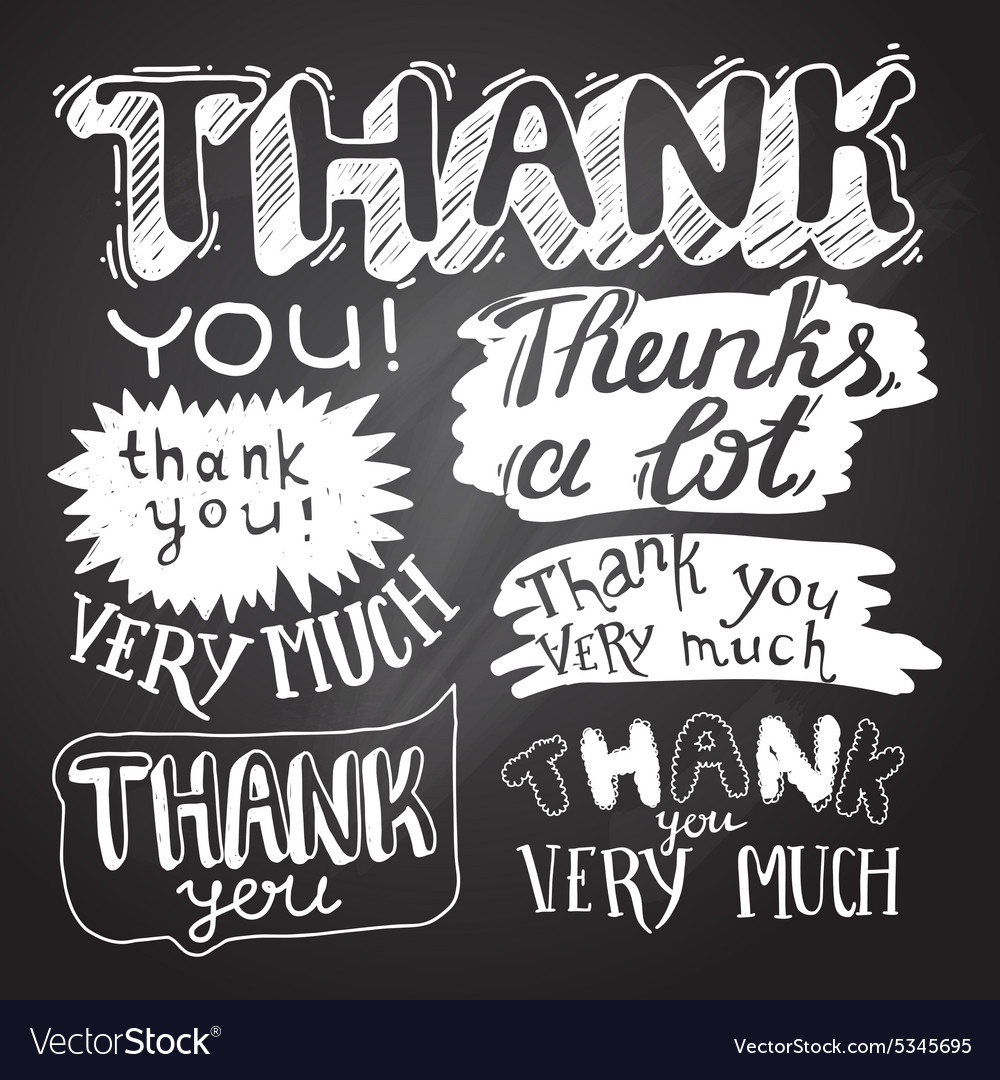 THANK
YOU!
Thanks
a lot
thank
you!
VERY MUCH
Thank you
VERY much
THANK
you
THANK
you
VERY MUCH
VectorStock®
VectorStock.com/5345695